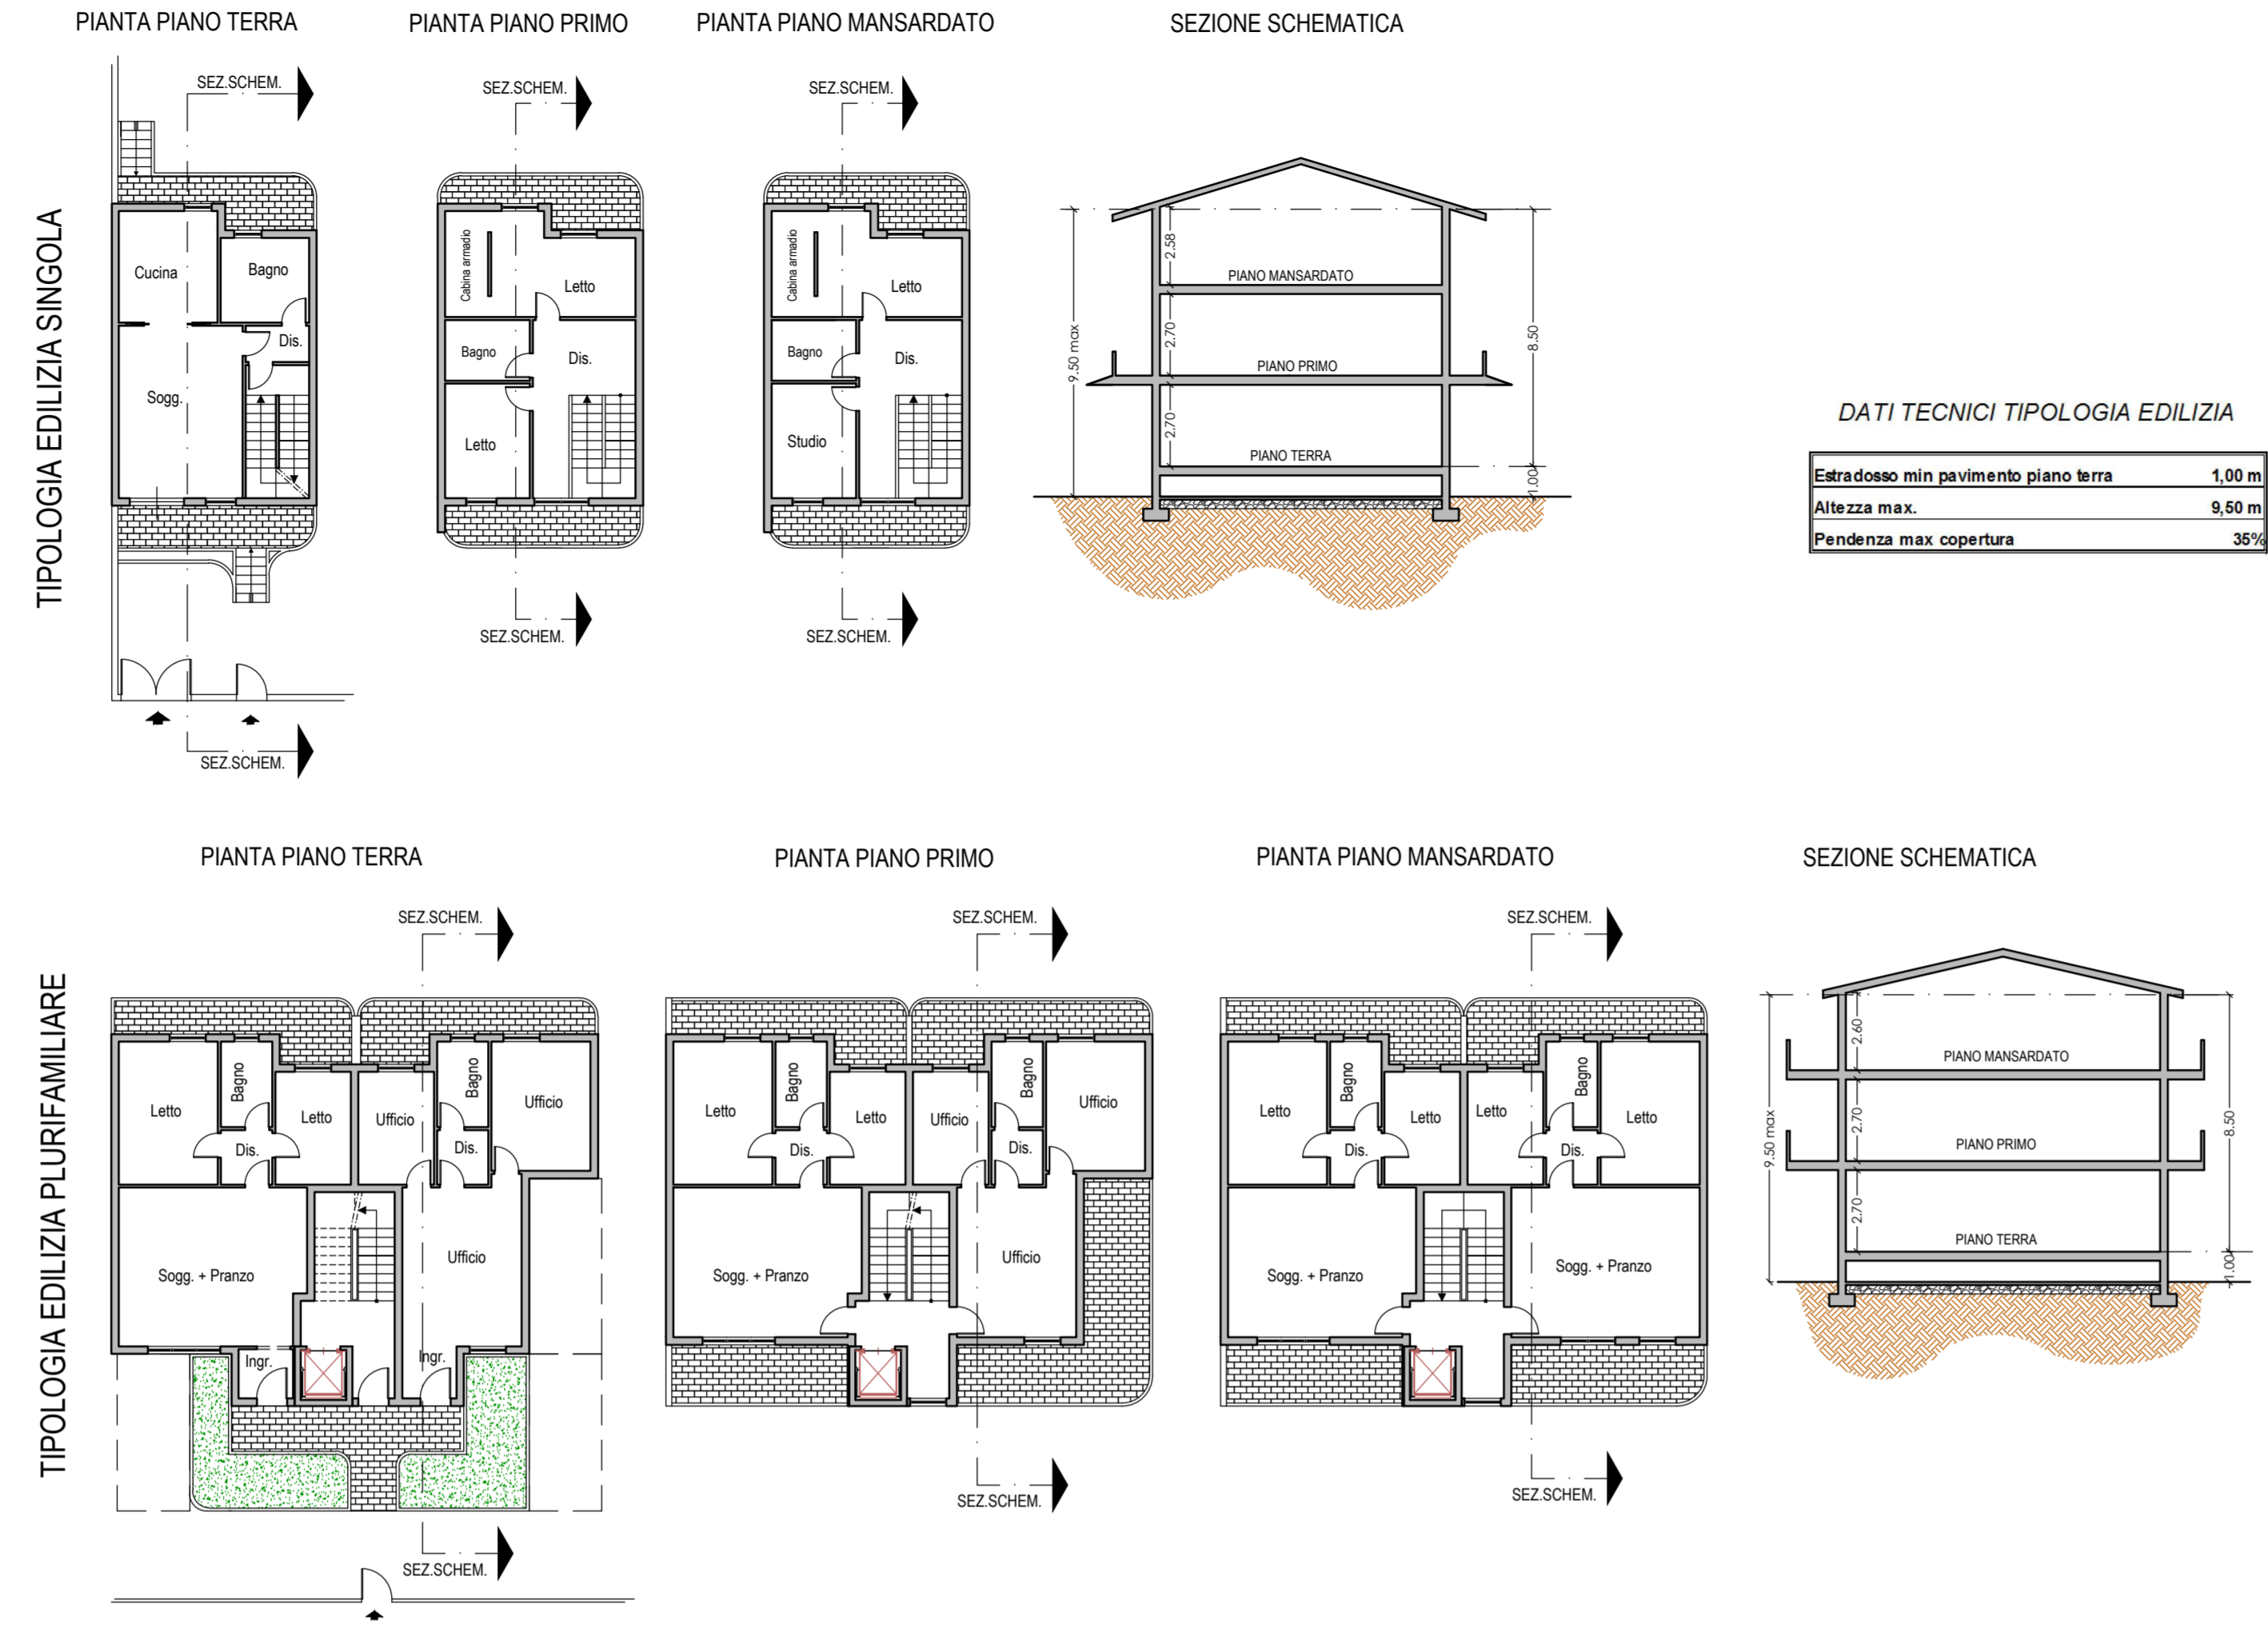 PIANTA PIANO TERRA
PIANTA PIANO PRIMO
PIANTA PIANO MANSARDATO
SEZIONE SCHEMATICA
TIPOLOGIA EDILIZIA SINGOLA
SEZ.SCHEM.
Cucina
Bagno
Dis.
Sogg.
SEZ.SCHEM.
SEZ.SCHEM.
Cabina armadio
Letto
Bagno
Dis.
Letto
SEZ.SCHEM.
SEZ.SCHEM.
Cabina armadio
Letto
Bagno
Dis.
Studio
SEZ.SCHEM.
2.58
PIANO MANSARDATO
2.70
PIANO PRIMO
2.70
PIANO TERRA
9.50 max
8.50
1.00
DATI TECNICI TIPOLOGIA EDILIZIA
Estradosso min pavimento piano terra 1,00 m
Altezza max. 9,50 m
Pendenza max copertura 35%
PIANTA PIANO TERRA
PIANTA PIANO PRIMO
PIANTA PIANO MANSARDATO
SEZIONE SCHEMATICA
TIPOLOGIA EDILIZIA PLURIFAMILIARE
SEZ.SCHEM.
Letto
Bagno
Letto
Ufficio
Bagno
Ufficio
Dis.
Dis.
Sogg. + Pranzo
Ufficio
Ingr.
Ingr.
SEZ.SCHEM.
SEZ.SCHEM.
Letto
Bagno
Letto
Ufficio
Bagno
Ufficio
Dis.
Dis.
Sogg. + Pranzo
Ufficio
SEZ.SCHEM.
SEZ.SCHEM.
Letto
Bagno
Letto
Letto
Bagno
Letto
Dis.
Dis.
Sogg. + Pranzo
Sogg. + Pranzo
SEZ.SCHEM.
2.60
PIANO MANSARDATO
2.70
PIANO PRIMO
2.70
PIANO TERRA
9.50 max
8.50
1.00